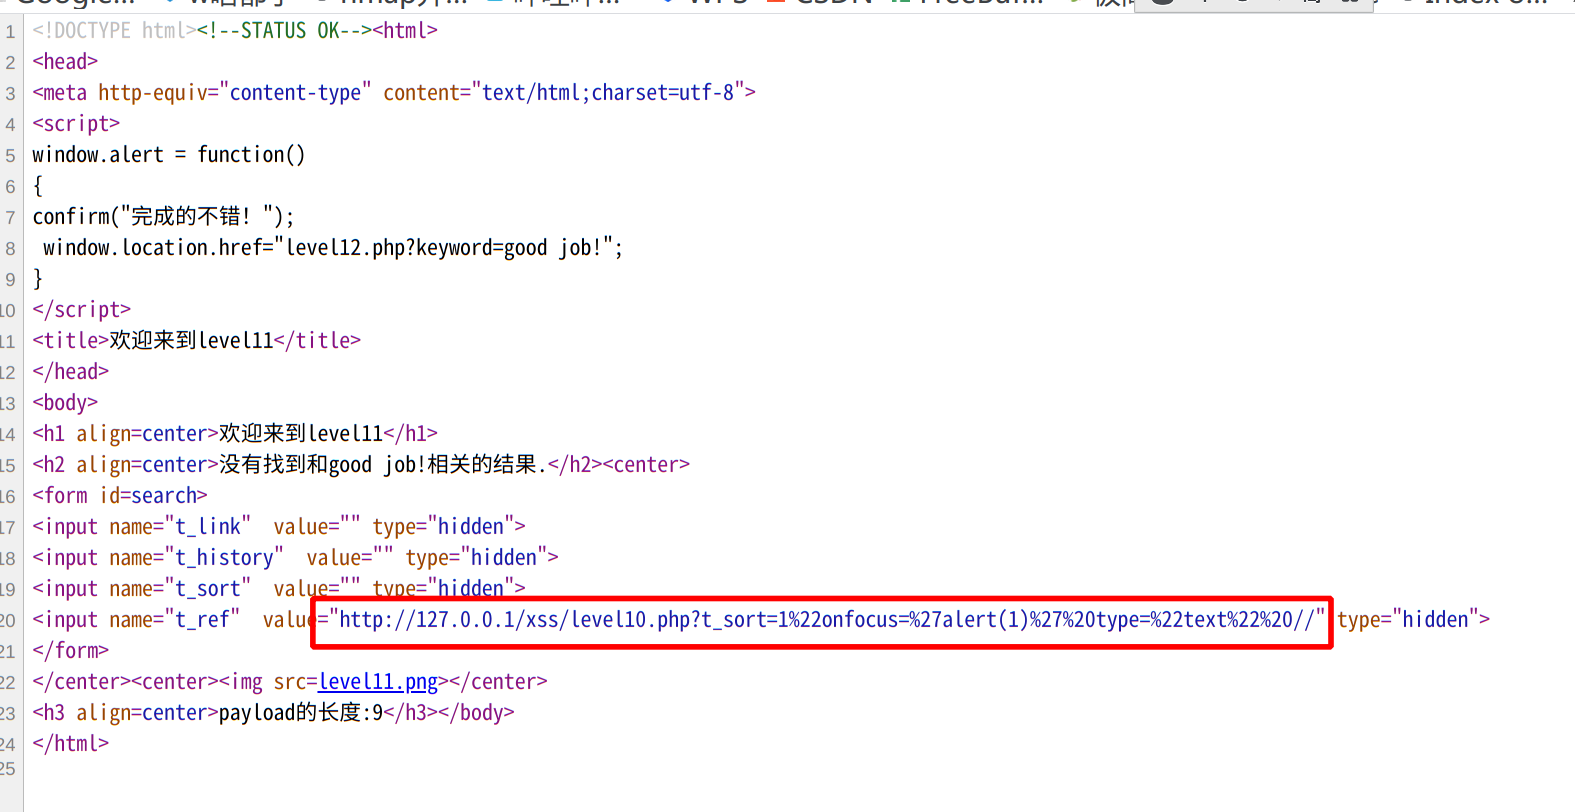 1 <!DOCTYPE html><!--STATUS OK--><html>
2 <head>
3 <meta http-equiv="content-type" content="text/html;charset=utf-8">
4 <script>
5 window.alert = function()
6 {
7 confirm("完成的不错！");
8  window.location.href="level12.php?keyword=good job!";
9 }
10 </script>
11 <title>欢迎来到level11</title>
12 </head>
13 <body>
14 <h1 align=center>欢迎来到level11</h1>
15 <h2 align=center>没有找到和good job!相关的结果.</h2><center>
16 <form id=search>
17 <input name="t_link"  value="" type="hidden">
18 <input name="t_history"  value="" type="hidden">
19 <input name="t_sort"  value="" type="hidden">
20 <input name="t_ref"  value="http://127.0.0.1/xss/level10.php?t_sort=1%22onfocus=%27alert(1)%27%20type=%22text%22%20//" type="hidden">
21 </form>
22 </center><center><img src=level11.png></center>
23 <h3 align=center>payload的长度:9</h3></body>
24 </html>
25